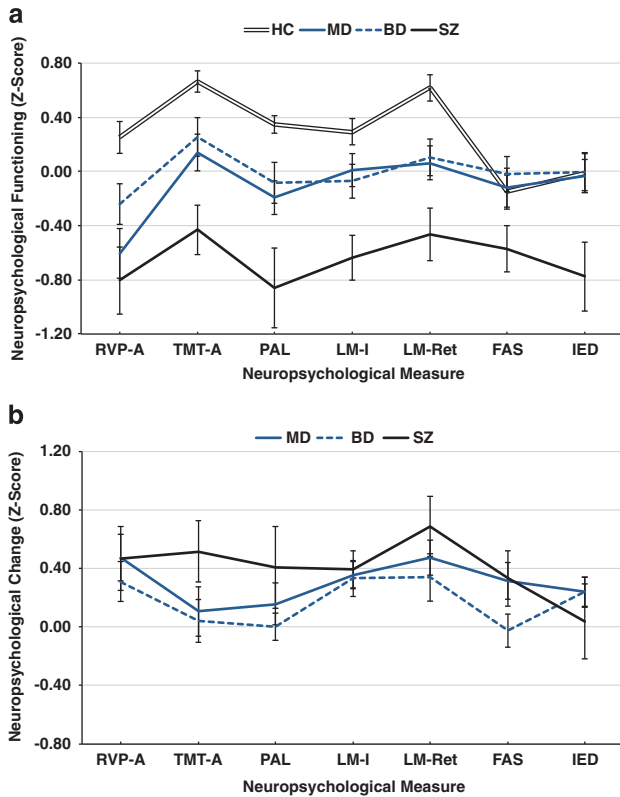 a
HC MD BD SZ
Neuropsychological Functioning (Z-Score)
0.80
0.40
0.00
-0.40
-0.80
-1.20
RVP-A TMT-A PAL LM-I LM-Ret FAS IED
Neuropsychological Measure
b
MD BD SZ
Neuropsychological Change (Z-Score)
1.20
0.80
0.40
0.00
-0.40
-0.80
RVP-A TMT-A PAL LM-I LM-Ret FAS IED
Neuropsychological Measure